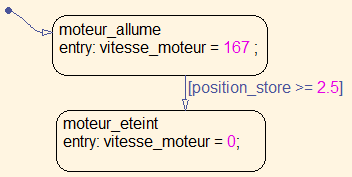 moteur_allume
entry: vitesse_moteur = 167 ;
[position_store >= 2.5]
moteur_eteint
entry: vitesse_moteur = 0;